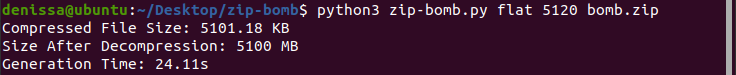 denissa@ubuntu:~/Desktop/zip-bomb$ python3 zip-bomb.py flat 5120 bomb.zip
Compressed File Size: 5101.18 KB
Size After Decompression: 5100 MB
Generation Time: 24.11s